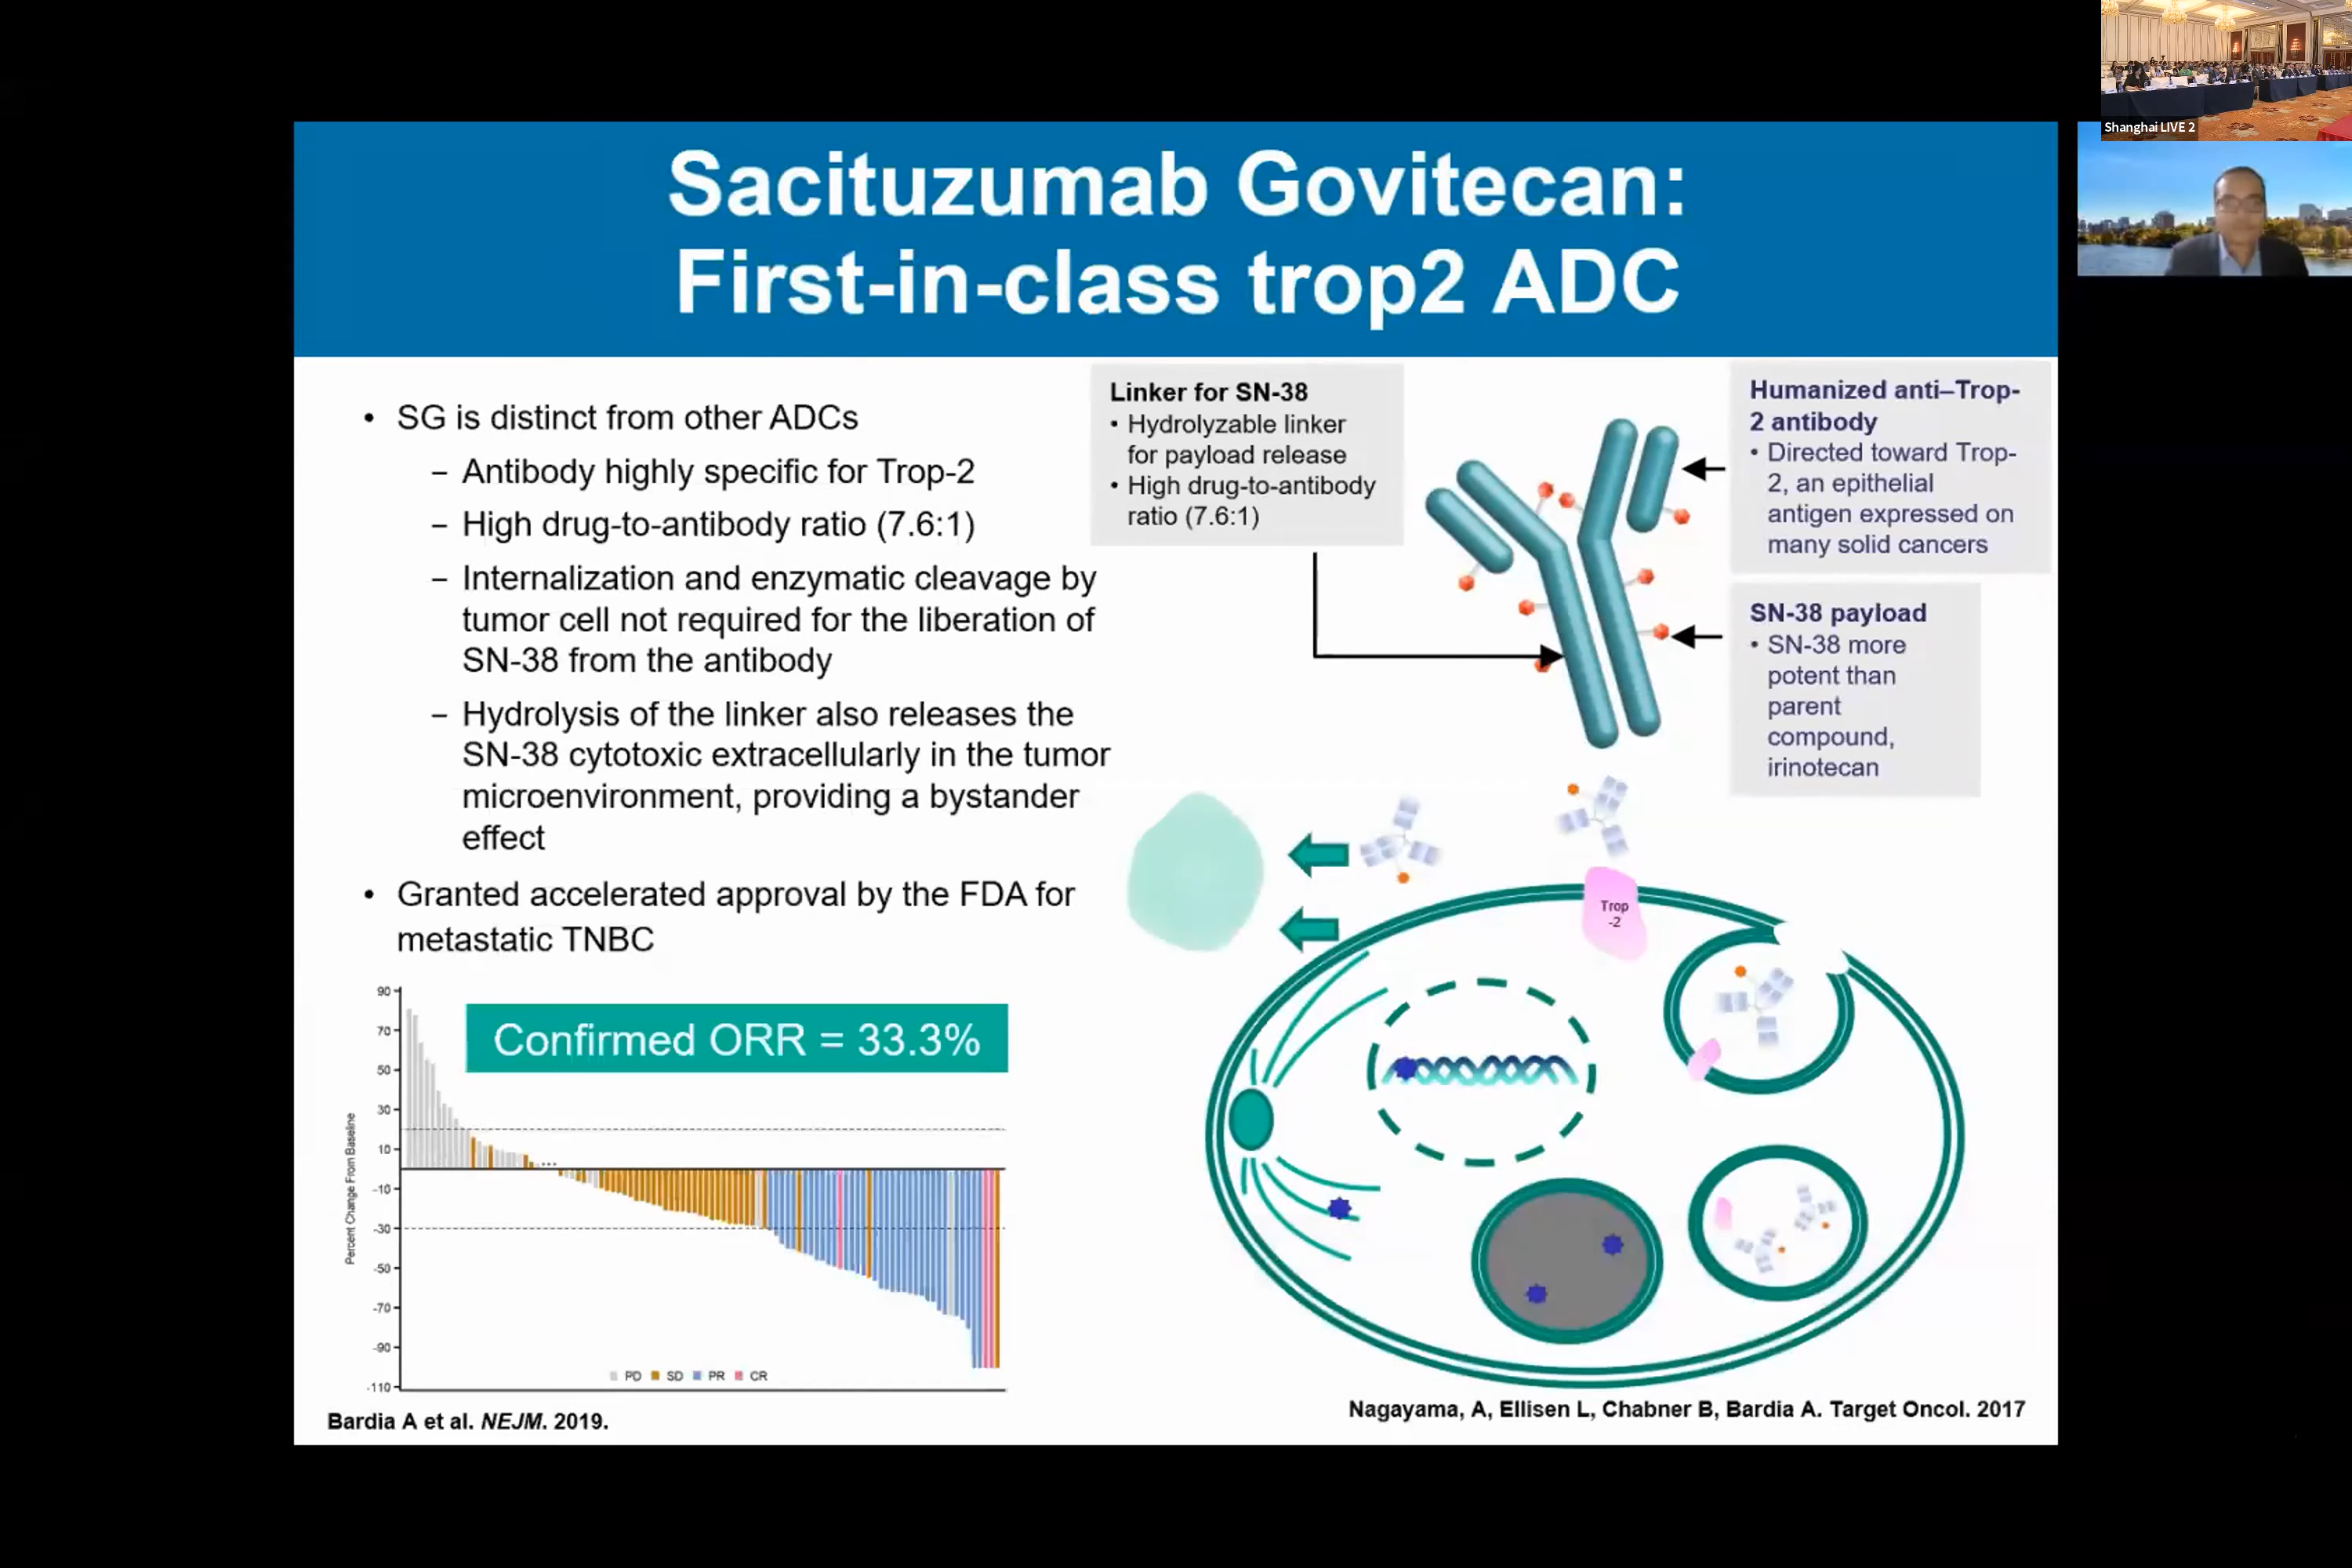 Shanghai LIVE 2
Sacituzumab Govitecan:
First-in-class trop2 ADC
• SG is distinct from other ADCs
– Antibody highly specific for Trop-2
– High drug-to-antibody ratio (7.6:1)
– Internalization and enzymatic cleavage by
tumor cell not required for the liberation of
SN-38 from the antibody
– Hydrolysis of the linker also releases the
SN-38 cytotoxic extracellularly in the tumor
microenvironment, providing a bystander
effect
• Granted accelerated approval by the FDA for
metastatic TNBC
Linker for SN-38
• Hydrolyzable linker
for payload release
• High drug-to-antibody
ratio (7.6:1)
Humanized anti–Trop-
2 antibody
• Directed toward Trop-
2, an epithelial
antigen expressed on
many solid cancers
SN-38 payload
• SN-38 more
potent than
parent
compound,
irinotecan
Trop
-2
Confirmed ORR = 33.3%
Percent Change From Baseline
90
70
50
30
10
-10
-30
-50
-70
-90
-110
PD SD PR CR
Bardia A et al. NEJM. 2019.
Nagayama, A, Ellisen L, Chabner B, Bardia A. Target Oncol. 2017